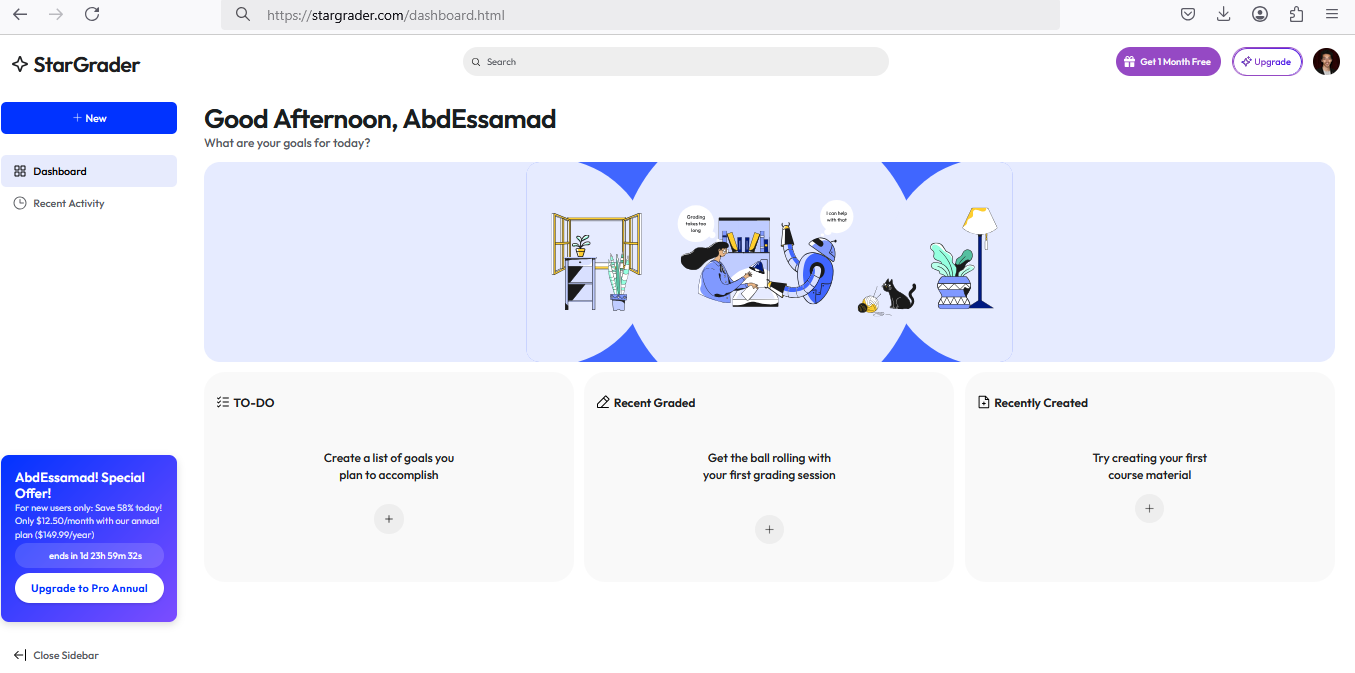 https://stargrader.com/dashboard.html
StarGrader
Search
Get 1 Month Free
Upgrade
+ New
Dashboard
Recent Activity
Good Afternoon, AbdEssamad
What are your goals for today?
Grading
takes too
long
I can help
with that
TO-DO
Create a list of goals you
plan to accomplish
+
Recent Graded
Get the ball rolling with
your first grading session
+
Recently Created
Try creating your first
course material
+
AbdEssamad! Special
Offer!
For new users only: Save 58% today!
Only $12.50/month with our annual
plan ($149.99/year)
ends in 1d 23h 59m 32s
Upgrade to Pro Annual
Close Sidebar